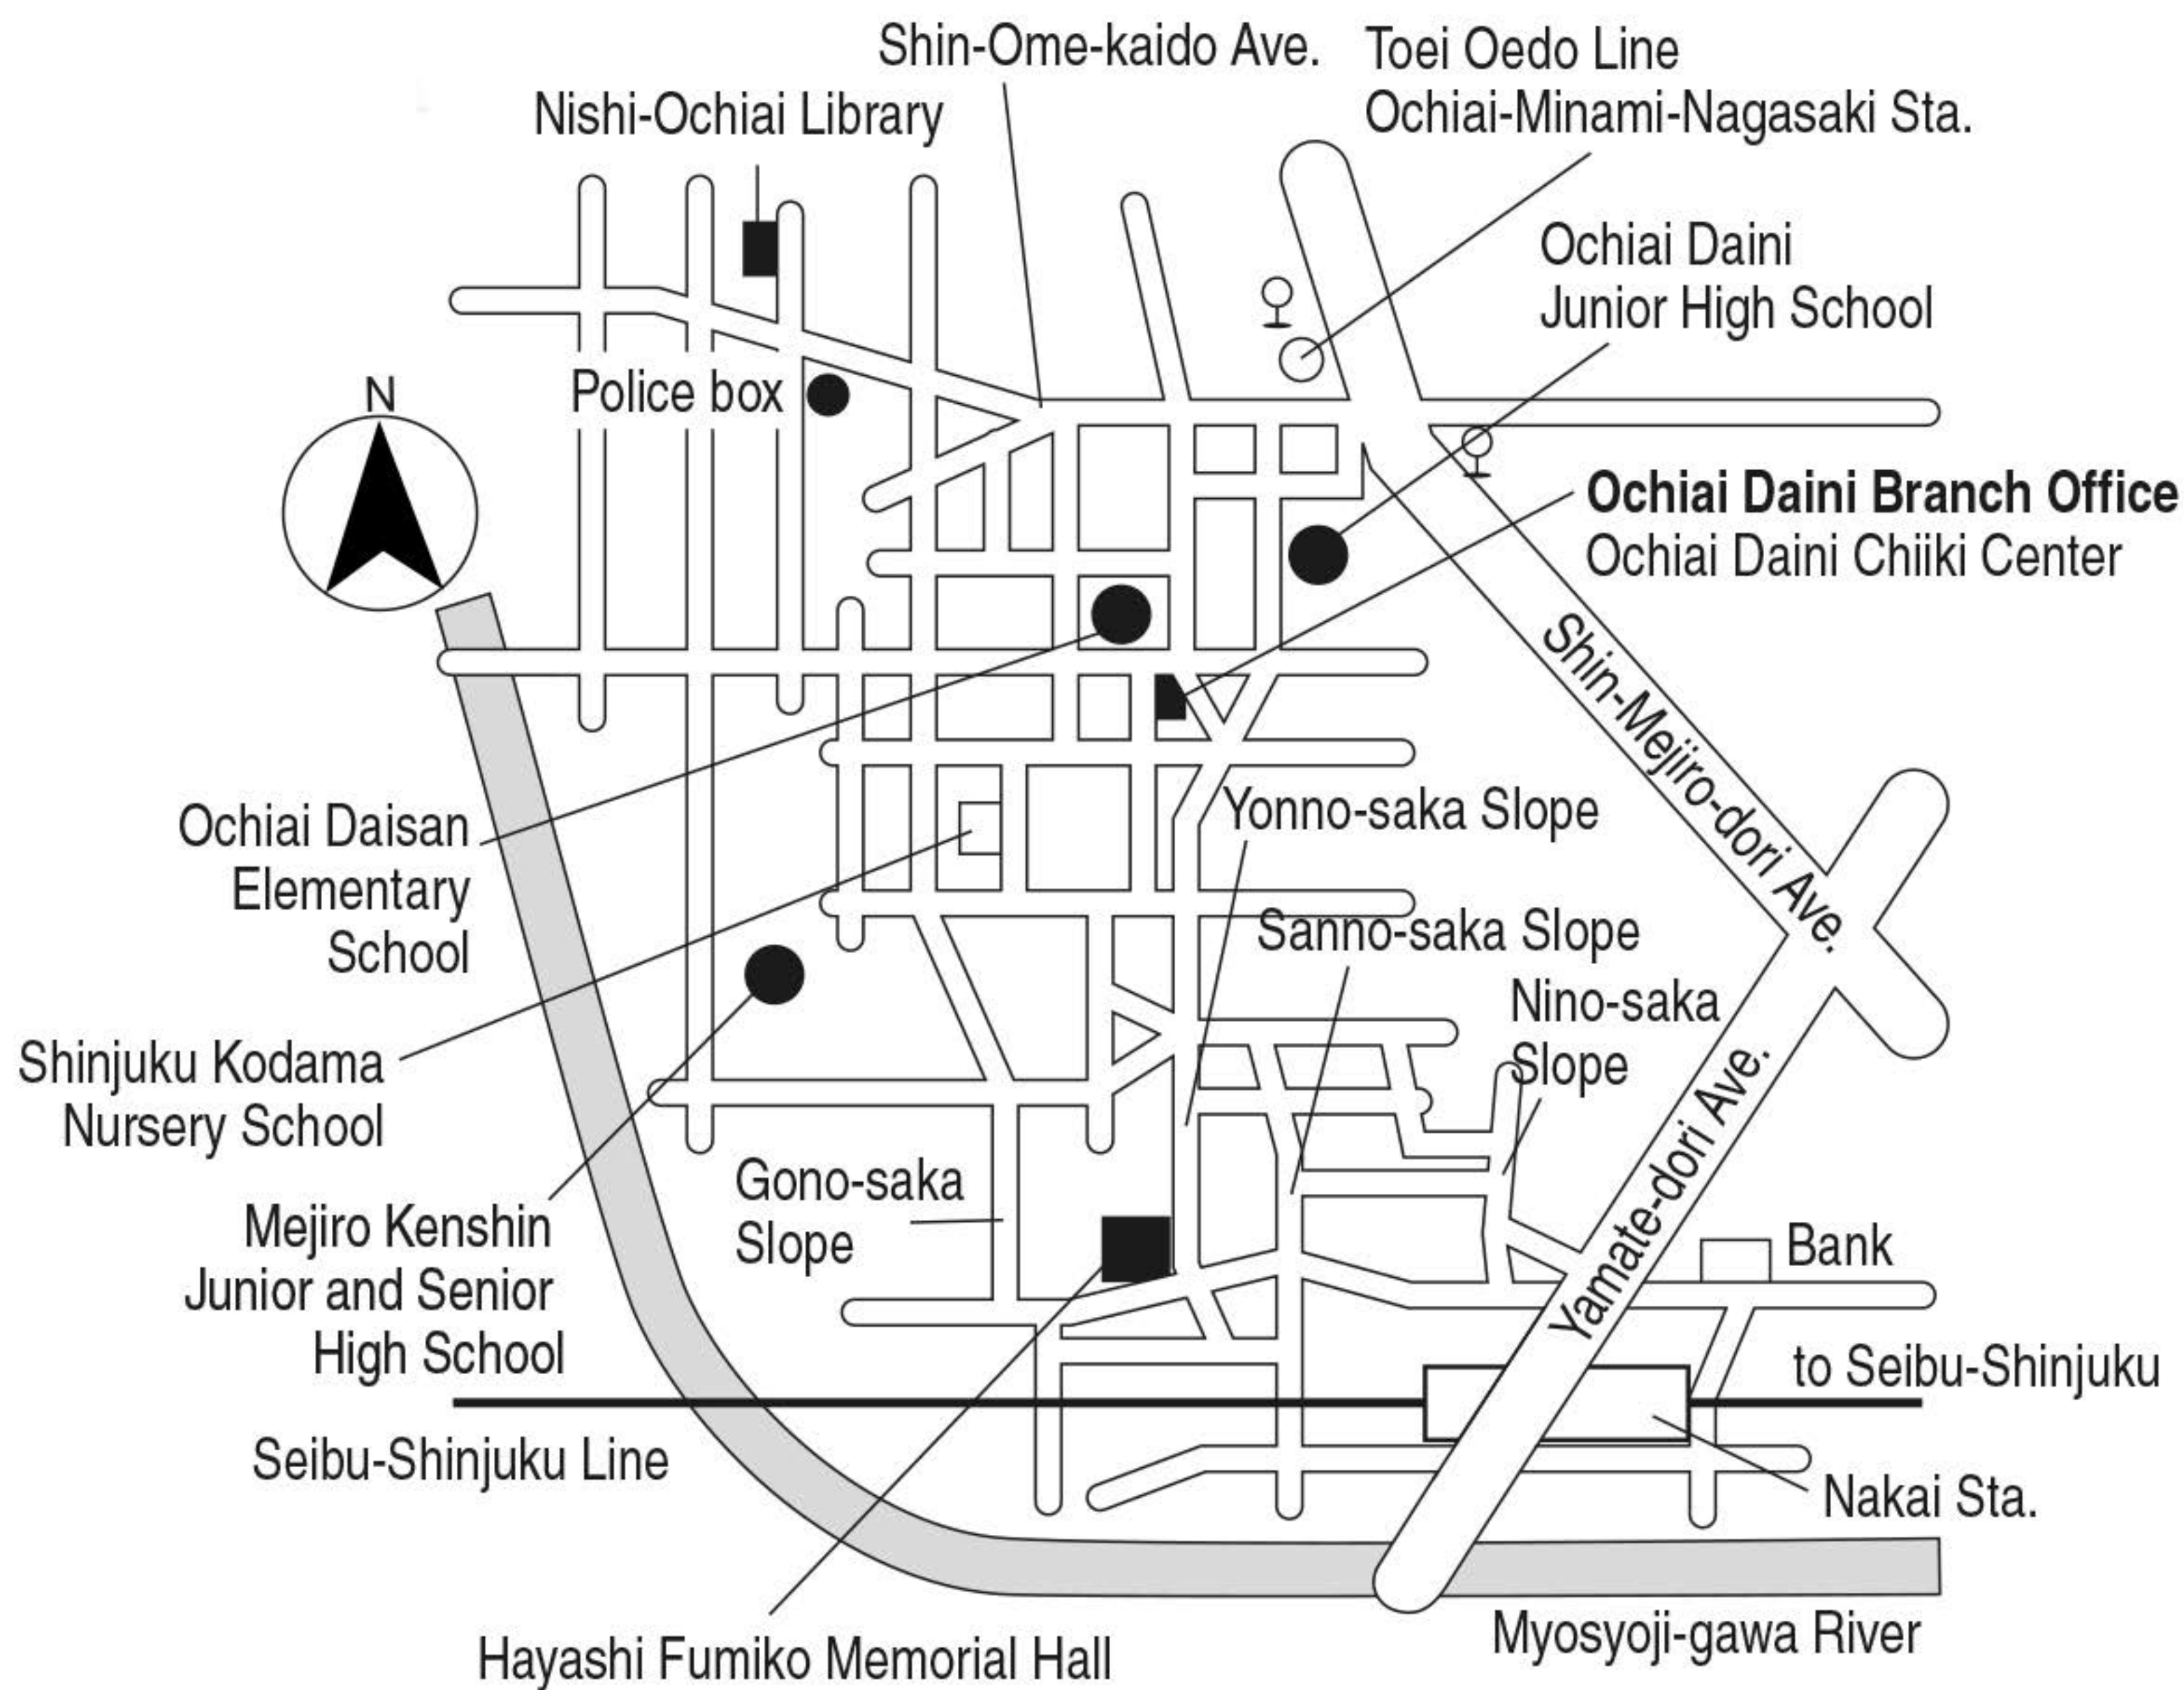 Shin-Ome-kaido Ave.
Toei Oedo Line
Ochiai-Minami-Nagasaki Sta.
Nishi-Ochiai Library
Ochiai Daini
Junior High School
Police box
N
Ochiai Daini Branch Office
Ochiai Daini Chiiki Center
Shin-Mejiro-dori Ave.
Ochiai Daisan
Elementary
School
Yonno-saka Slope
Sanno-saka Slope
Nino-saka
Slope
Shinjuku Kodama
Nursery School
Yamate-dori Ave.
Gono-saka
Slope
Mejiro Kenshin
Junior and Senior
High School
Bank
to Seibu-Shinjuku
Seibu-Shinjuku Line
Nakai Sta.
Hayashi Fumiko Memorial Hall
Myosyoji-gawa River